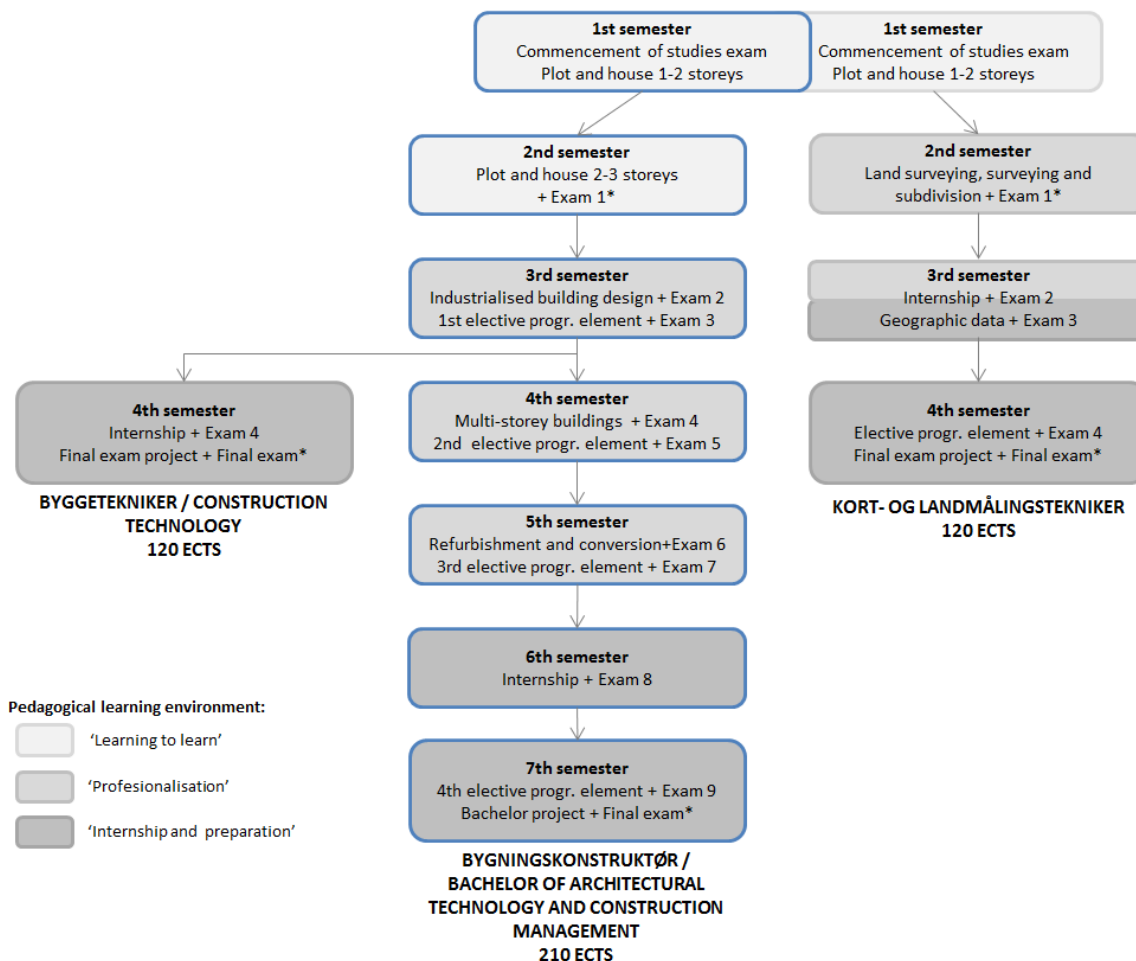 1st semester
Commencement of studies exam
Plot and house 1-2 storeys
1st semester
Commencement of studies exam
Plot and house 1-2 storeys
2nd semester
Plot and house 2-3 storeys
+ Exam 1*
2nd semester
Land surveying, surveying and
subdivision + Exam 1*
3rd semester
Industrialised building design + Exam 2
1st elective progr. element + Exam 3
3rd semester
Internship + Exam 2
Geographic data + Exam 3
4th semester
Internship + Exam 4
Final exam project + Final exam*
BYGGETEKNIKER / CONSTRUCTION
TECHNOLOGY
120 ECTS
4th semester
Multi-storey buildings + Exam 4
2nd elective progr. element + Exam 5
4th semester
Elective progr. element + Exam 4
Final exam project + Final exam*
KORT- OG LANDMÅLINGSTEKNIKER
120 ECTS
5th semester
Refurbishment and conversion+Exam 6
3rd elective progr. element + Exam 7
6th semester
Internship + Exam 8
7th semester
4th elective progr. element + Exam 9
Bachelor project + Final exam*
BYGNINGSKONSTRUKTØR /
BACHELOR OF ARCHITECTURAL
TECHNOLOGY AND CONSTRUCTION
MANAGEMENT
210 ECTS
Pedagogical learning environment:
‘Learning to learn’
‘Profesionalisation’
‘Internship and preparation’